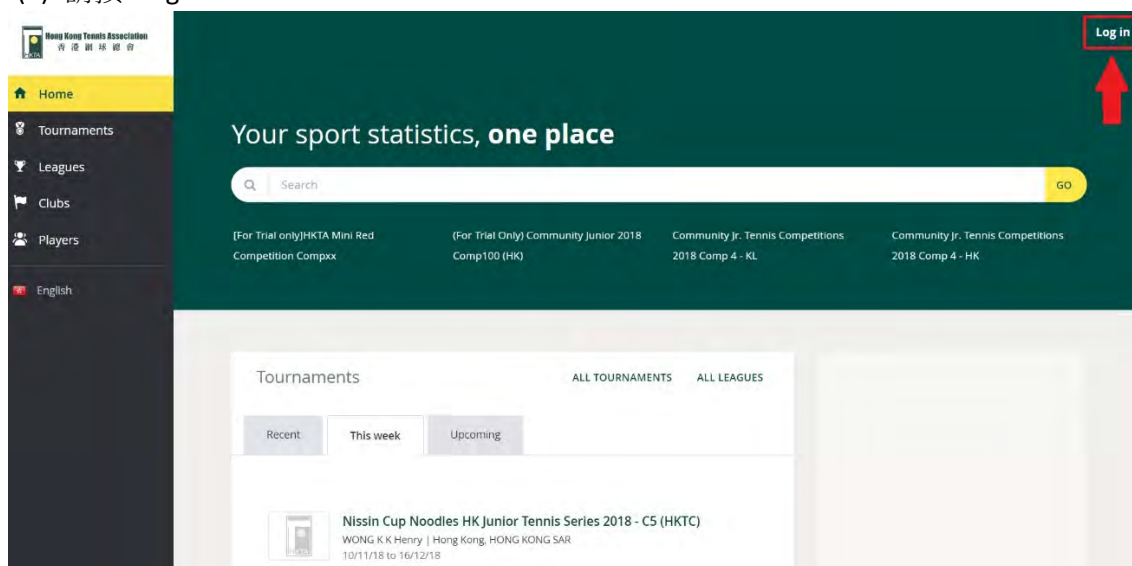 Hong Kong Tennis Association
香港網球總會
HKTA
Log in
Home
Tournaments
Leagues
Clubs
Players
English
Your sport statistics, one place
Search
GO
[For Trial only]HKTA Mini Red
Competition Compxx
(For Trial Only) Community Junior 2018
Comp100 (HK)
Community Jr. Tennis Competitions
2018 Comp 4 - KL
Community Jr. Tennis Competitions
2018 Comp 4 - HK
Tournaments
ALL TOURNAMENTS
ALL LEAGUES
Recent
This week
Upcoming
Nissin Cup Noodles HK Junior Tennis Series 2018 - C5 (HKTC)
WONG K K Henry | Hong Kong, HONG KONG SAR
10/11/18 to 16/12/18